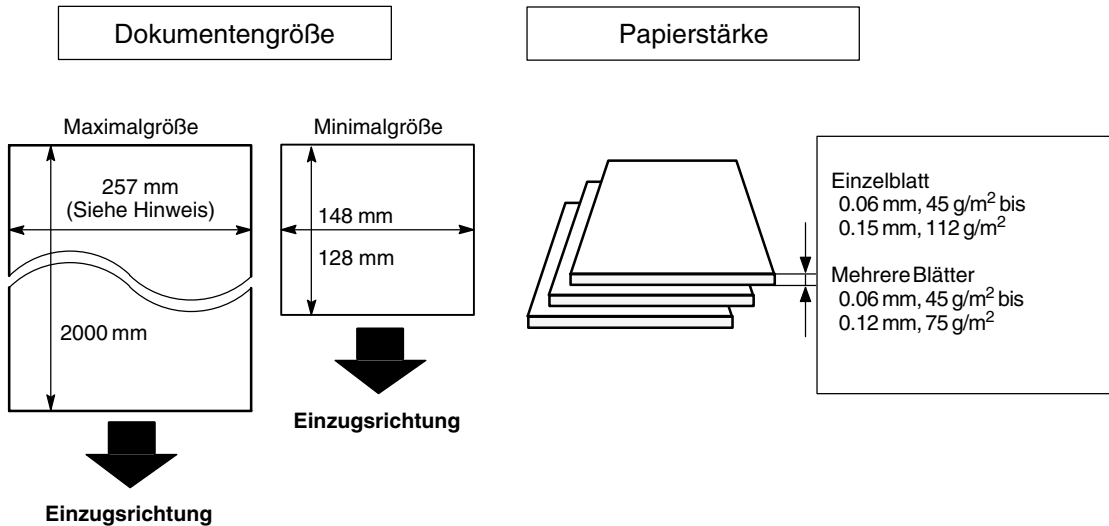 Dokumentengröße
Papierstärke
Maximalgröße
257 mm
(Siehe Hinweis)
2000 mm
Einzugsrichtung
Minimalgröße
148 mm
128 mm
Einzugsrichtung
Einzelblatt
0.06 mm, 45 g/m² bis
0.15 mm, 112 g/m²
Mehrere Blätter
0.06 mm, 45 g/m² bis
0.12 mm, 75 g/m²